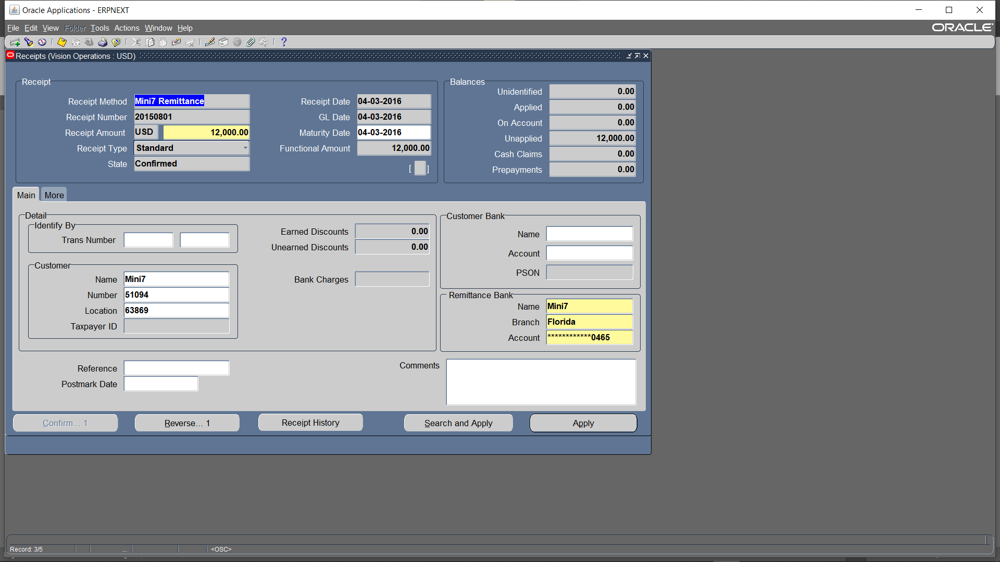 Oracle Applications - ERPNEXT
File Edit View Folder Tools Actions Window Help
ORACLE
Receipts (Vision Operations : USD)
Receipt
Receipt Method Mini7 Remittance
Receipt Number 20150801
Receipt Amount USD 12,000.00
Receipt Type Standard
State Confirmed
Receipt Date 04-03-2016
GL Date 04-03-2016
Maturity Date 04-03-2016
Functional Amount 12,000.00
[ ]
Balances
Unidentified 0.00
Applied 0.00
On Account 0.00
Unapplied 12,000.00
Cash Claims 0.00
Prepayments 0.00
Main More
Detail
Identify By
Trans Number
Customer
Name Mini7
Number 51094
Location 63869
Taxpayer ID
Earned Discounts 0.00
Unearned Discounts 0.00
Bank Charges
Customer Bank
Name
Account
PSON
Remittance Bank
Name Mini7
Branch Florida
Account ************0465
Reference
Postmark Date
Comments
Confirm... 1 Reverse... 1 Receipt History Search and Apply Apply
Record: 3/5 ... <OSC>